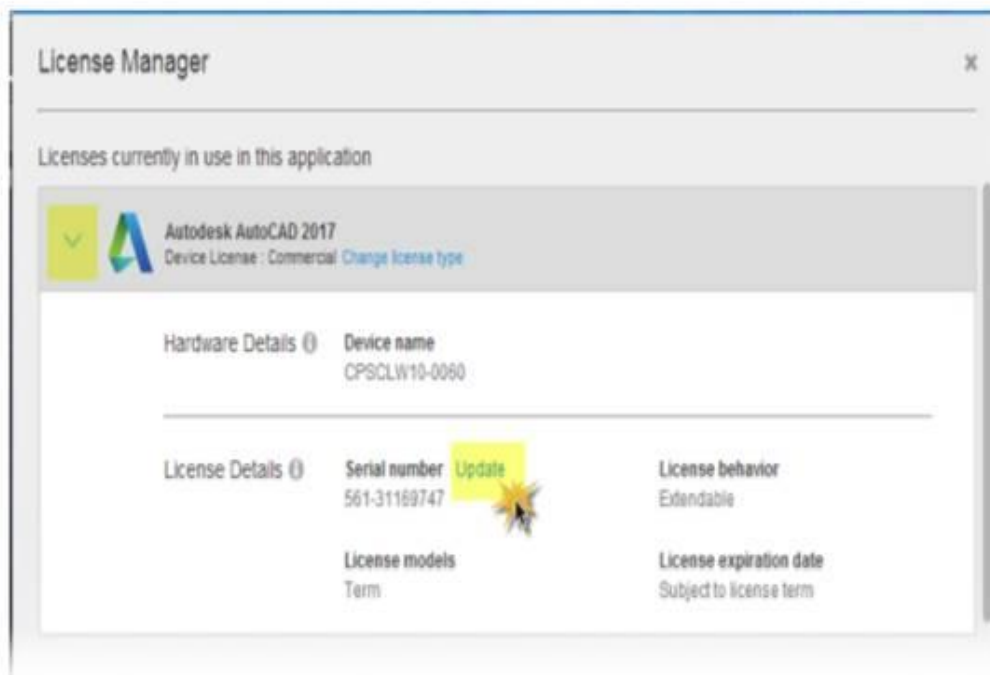 License Manager
x
Licenses currently in use in this application
Autodesk AutoCAD 2017
Device License : Commercial Change license type
Hardware Details Device name
CPSCLW10-0060
License Details Serial number Update License behavior
561-31169747 Extendable
License models License expiration date
Term Subject to license term